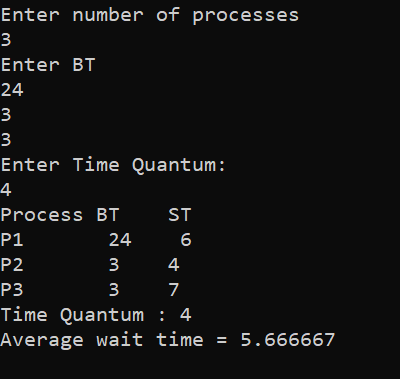 Enter number of processes
3
Enter BT
24
3
3
Enter Time Quantum:
4
Process BT    ST
P1       24    6
P2       3    4
P3       3    7
Time Quantum : 4
Average wait time = 5.666667